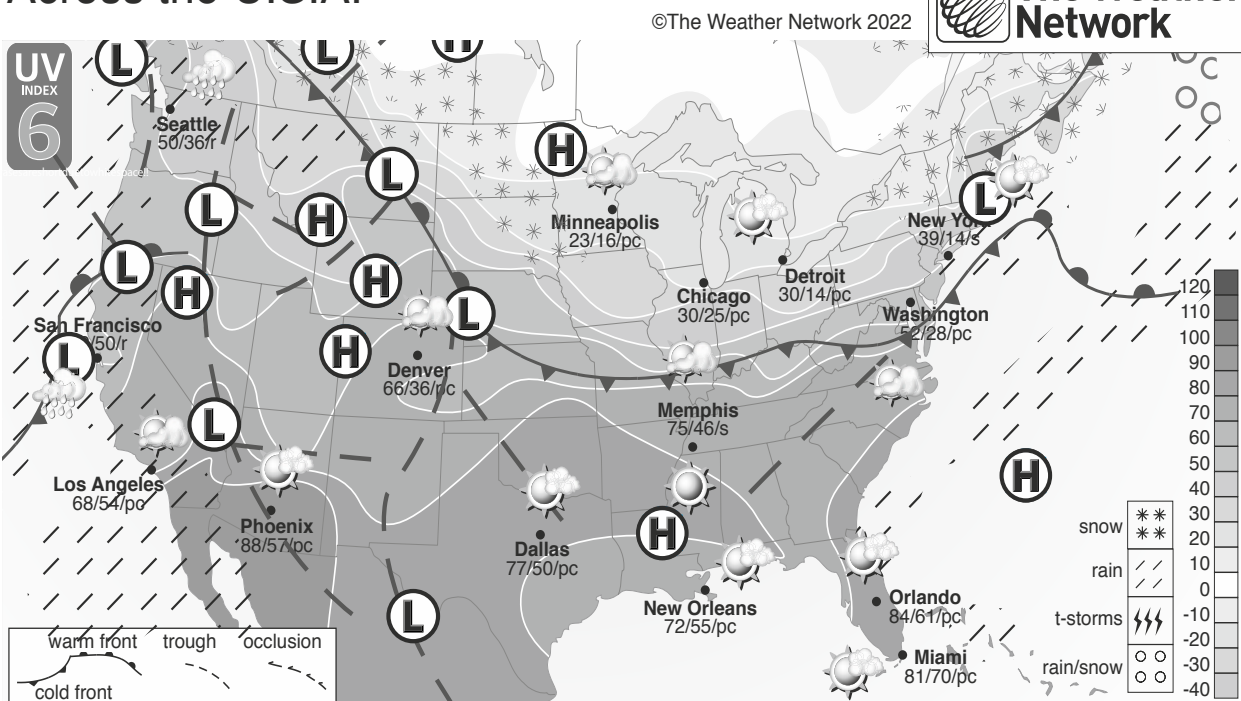 Across the U.S.A.
©The Weather Network 2022
Network
UV
INDEX
6
L
L
H
Seattle
50/36/r
H
L
L
H
L
Minneapolis
23/16/pc
New York
39/14/s
L
H
H
Detroit
30/14/pc
Chicago
30/25/pc
L
San Francisco
/50/r
Washington
52/28/pc
L
H
Denver
66/36/pc
Memphis
75/46/s
L
H
Los Angeles
68/54/pc
Phoenix
88/57/pc
H
Dallas
77/50/pc
L
New Orleans
72/55/pc
Orlando
84/61/pc
Miami
81/70/pc
warm front
trough
occlusion
cold front
snow
rain
t-storms
rain/snow
120
110
100
90
80
70
60
50
40
30
20
10
0
-10
-20
-30
-40